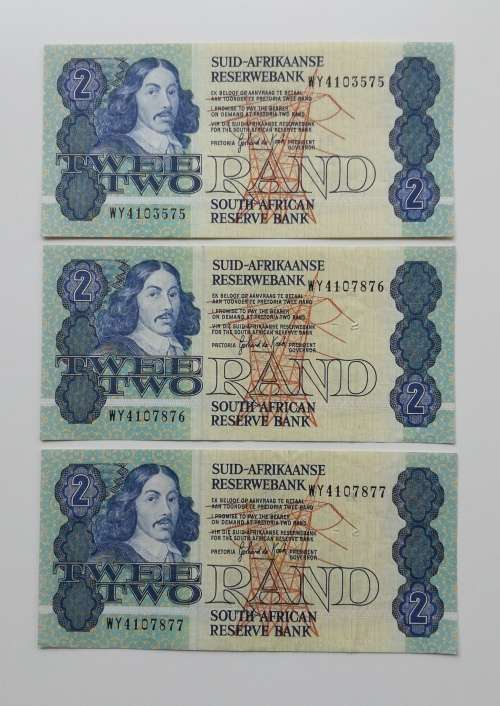 2
SUID-AFRIKAANSE
RESERWEBANK WY4103575
EK BELOOF OM AANVRAAG TE BETAAL
AAN TOONDER TE PRETORIA TWEE RAND
I PROMISE TO PAY THE BEARER
ON DEMAND AT PRETORIA TWO RAND
VIR DIE SUID-AFRIKAANSE RESERWEBANK
FOR THE SOUTH AFRICAN RESERVE BANK
PRETORIA PRESIDENT
GOVERNOR
TWEE
TWO RAND
2
WY4103575
SOUTH AFRICAN
RESERVE BANK
2
SUID-AFRIKAANSE
RESERWEBANK WY4107876
EK BELOOF OP AANVRAAG TE BETAAL
AAN TOONDER TE PRETORIA TWEE RAND
I PROMISE TO PAY THE BEARER
ON DEMAND AT PRETORIA TWO RAND
VIR DIE SUID-AFRIKAANSE RESERWEBANK
FOR THE SOUTH AFRICAN RESERVE BANK
PRETORIA PRESIDENT
GOVERNOR
TWEE
TWO RAND
2
WY4107876
SOUTH AFRICAN
RESERVE BANK
2
SUID-AFRIKAANSE
RESERWEBANK WY4107877
EK BELOOF OP AANVRAAG TE BETAAL
AAN TOONDER TE PRETORIA TWEE RAND
I PROMISE TO PAY THE BEARER
ON DEMAND AT PRETORIA TWO RAND
VIR DIE SUID-AFRIKAANSE RESERWEBANK
FOR THE SOUTH AFRICAN RESERVE BANK
PRETORIA PRESIDENT
GOVERNOR
TWEE
TWO RAND
2
WY4107877
SOUTH AFRICAN
RESERVE BANK